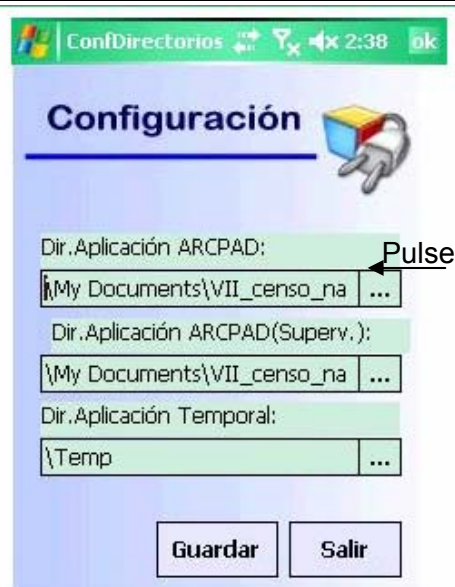 ConfDirectorios 2:38 ok
Configuración
Dir.Aplicación ARCPAD:
Pulse
\My Documents\VII_censo_na ...
Dir.Aplicación ARCPAD(Superv.):
\My Documents\VII_censo_na ...
Dir.Aplicación Temporal:
\Temp ...
Guardar Salir